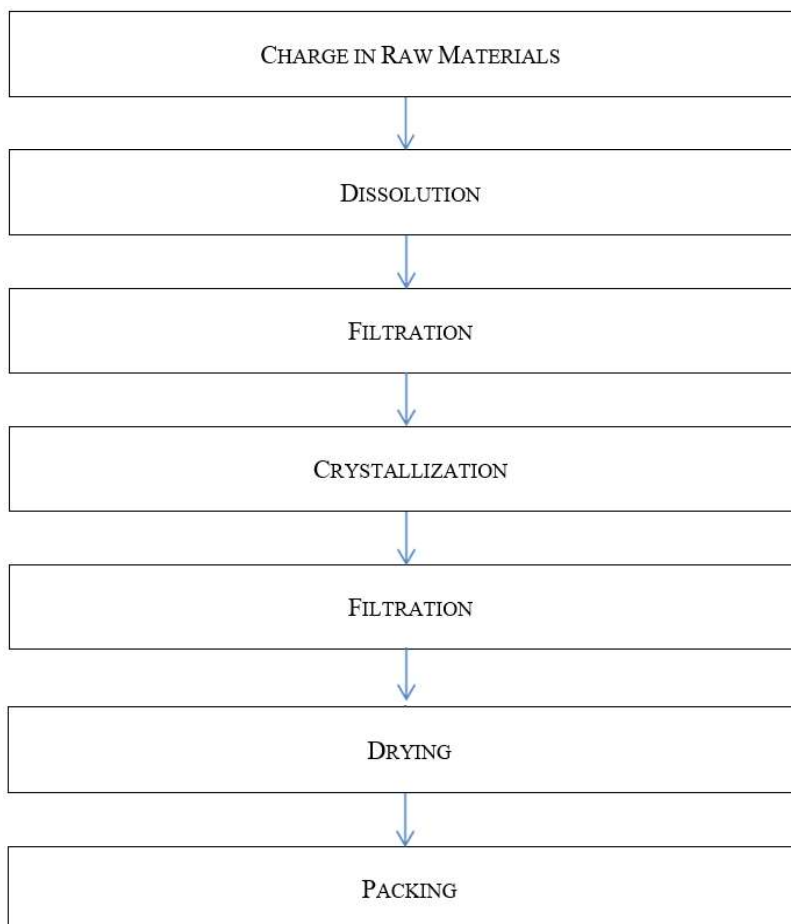 CHARGE IN RAW MATERIALS
DISSOLUTION
FILTRATION
CRYSTALLIZATION
FILTRATION
DRYING
PACKING